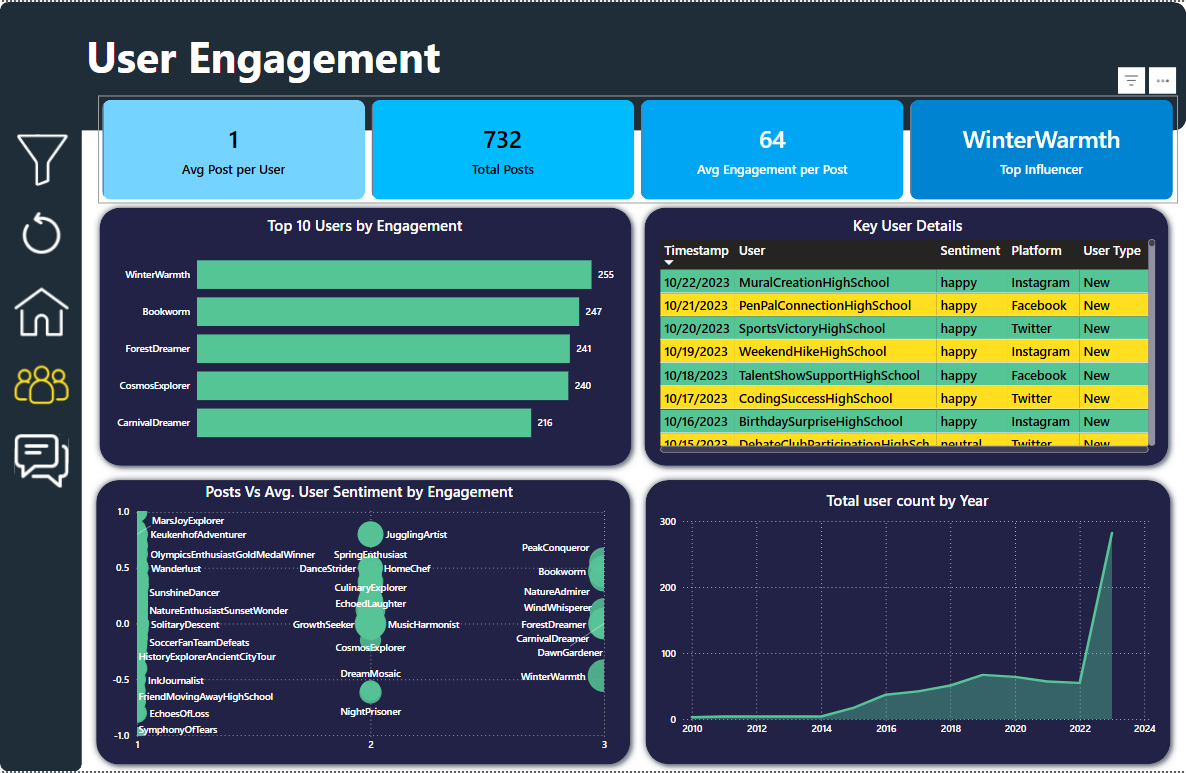 User Engagement
1
Avg Post per User
732
Total Posts
64
Avg Engagement per Post
WinterWarmth
Top Influencer
Top 10 Users by Engagement
WinterWarmth 255
Bookworm 247
ForestDreamer 241
CosmosExplorer 240
CarnivalDreamer 216
Key User Details
Timestamp User Sentiment Platform User Type
10/22/2023 MuralCreationHighSchool happy Instagram New
10/21/2023 PenPalConnectionHighSchool happy Facebook New
10/20/2023 SportsVictoryHighSchool happy Twitter New
10/19/2023 WeekendHikeHighSchool happy Instagram New
10/18/2023 TalentShowSupportHighSchool happy Facebook New
10/17/2023 CodingSuccessHighSchool happy Twitter New
10/16/2023 BirthdaySurpriseHighSchool happy Instagram New
10/15/2023 DebateClubParticipationHighSch neutral Twitter New
Posts Vs Avg. User Sentiment by Engagement
1.0
MarsJoyExplorer
KeukenhofAdventurer JugglingArtist
PeakConqueror
OlympicsEnthusiastGoldMedalWinner SpringEnthusiast
0.5 Wanderlust DanceStrider HomeChef Bookworm
SunshineDancer CulinaryExplorer NatureAdmirer
NatureEnthusiastSunsetWonder EchoedLaughter WindWhisperer
0.0 SolitaryDescent GrowthSeeker MusicHarmonist ForestDreamer
SoccerFanTeamDefeats CosmosExplorer CarnivalDreamer
HistoryExplorerAncientCityTour DawnGardener
-0.5 InkJournalist DreamMosaic WinterWarmth
FriendMovingAwayHighSchool
EchoesOfLoss NightPrisoner
-1.0 SymphonyOfTears
1 2 3
Total user count by Year
300
200
100
0
2010 2012 2014 2016 2018 2020 2022 2024